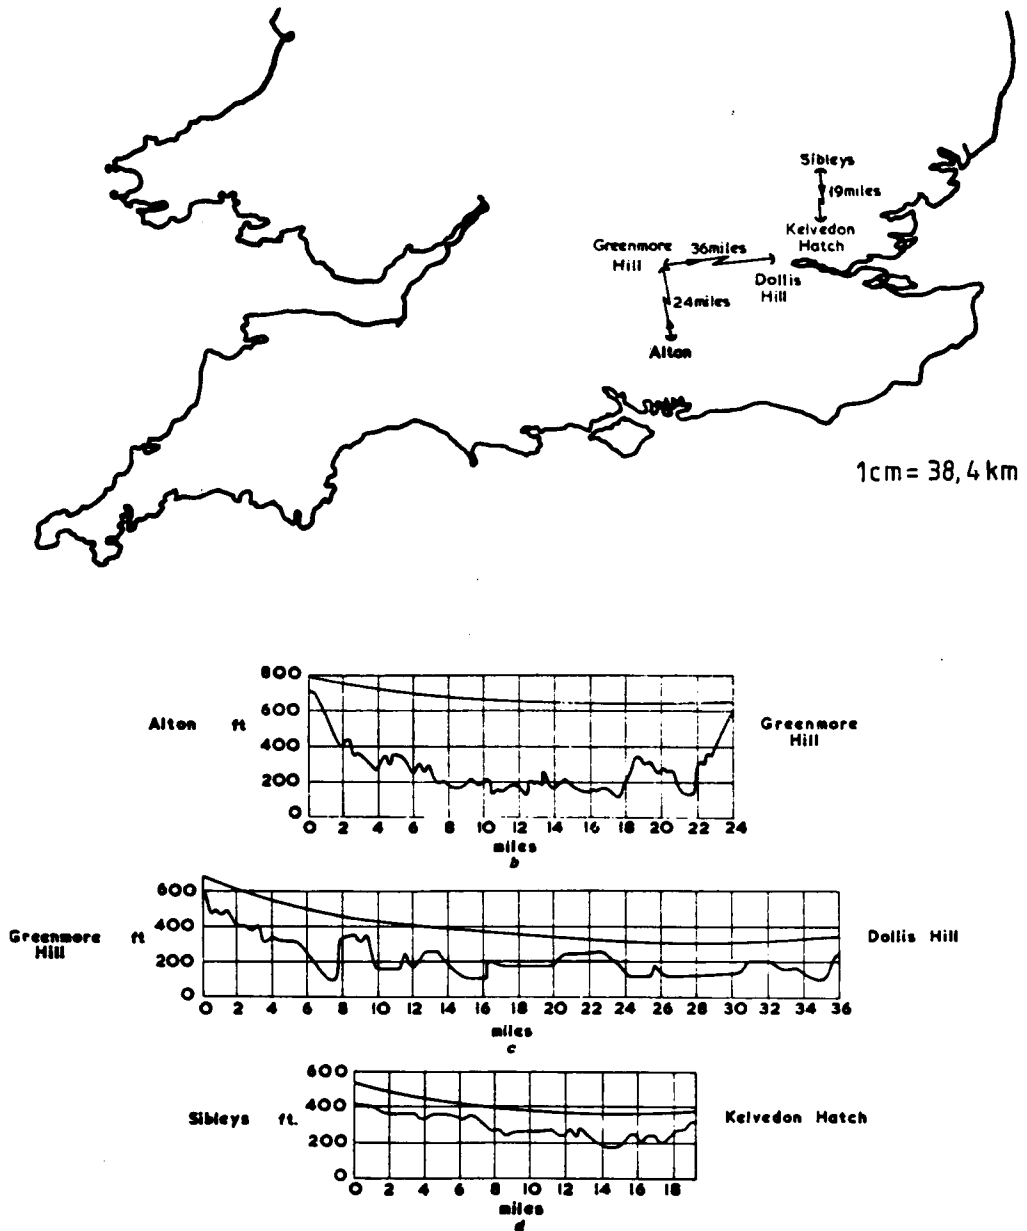 Sibleys
19miles
Kelvedon
Hatch
Greenmore
Hill
36miles
Dollis
Hill
24miles
Alton
1cm = 38,4 km
800
600
400
200
0
Alton ft
Greenmore
Hill
0 2 4 6 8 10 12 14 16 18 20 22 24
miles
b
600
400
200
0
Greenmore ft
Hill
Dollis Hill
0 2 4 6 8 10 12 14 16 18 20 22 24 26 28 30 32 34 36
miles
c
600
400
200
0
Sibleys ft.
Kelvedon Hatch
0 2 4 6 8 10 12 14 16 18
miles
d